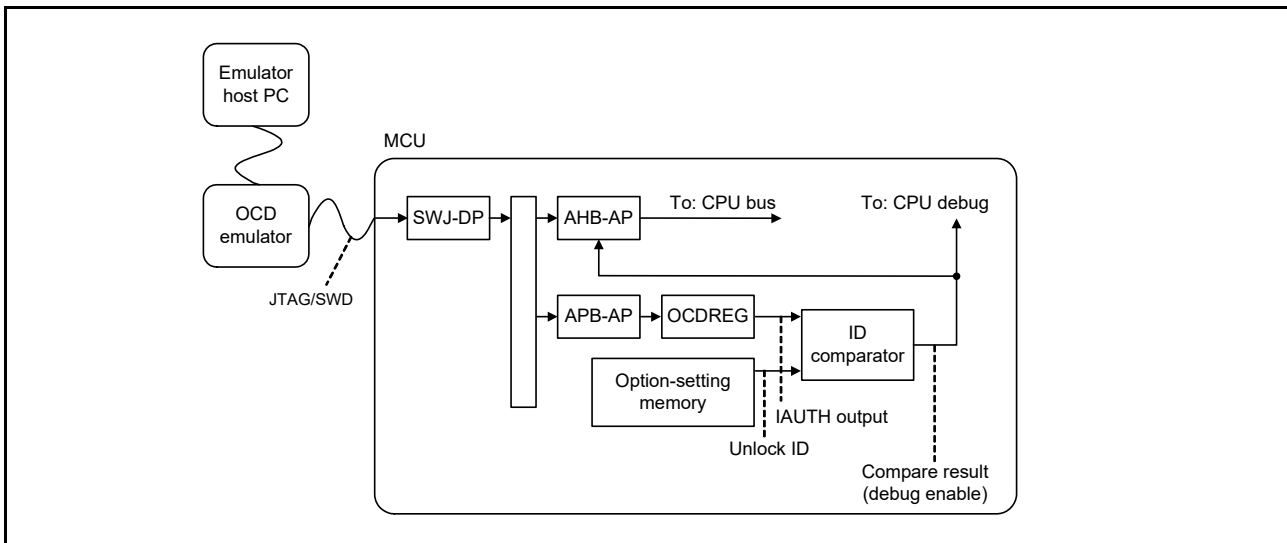 Emulator
host PC
MCU
OCD
emulator
SWJ-DP
AHB-AP
To: CPU bus
To: CPU debug
JTAG/SWD
APB-AP
OCDREG
ID
comparator
Option-setting
memory
IAUTH output
Unlock ID
Compare result
(debug enable)